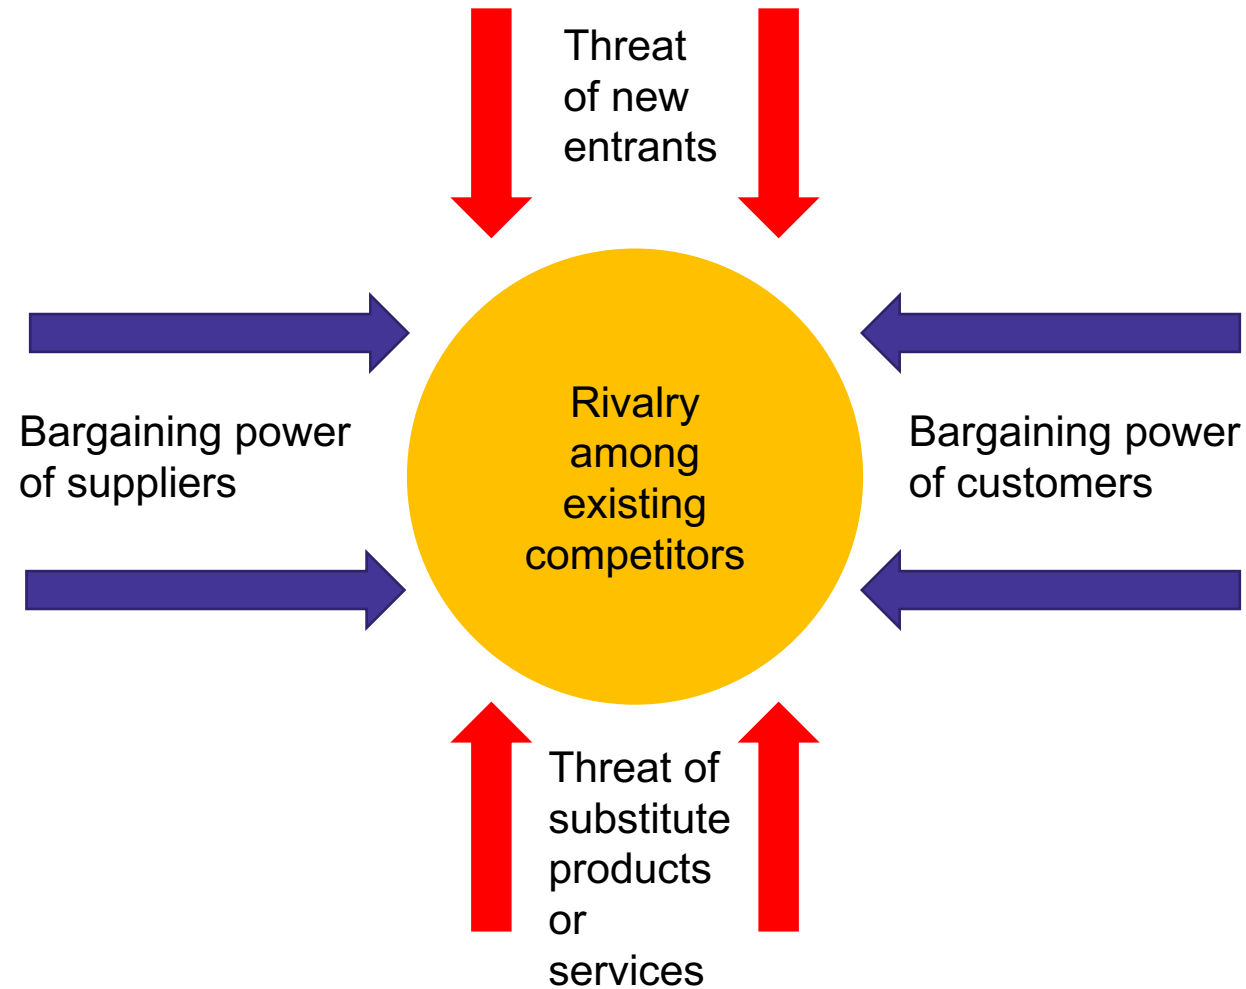 Threat
of new
entrants
Bargaining power
of suppliers
Rivalry
among
existing
competitors
Bargaining power
of customers
Threat of
substitute
products
or
services